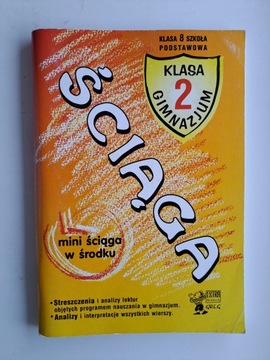 KLASA 8 SZKOŁA
PODSTAWOWA
KLASA
2
GIMNAZJUM
ŚCIĄGA
mini ściąga
w środku
•Streszczenia i analizy lektur
objętych programem nauczania w gimnazjum.
•Analizy i interpretacje wszystkich wierszy.
GREG